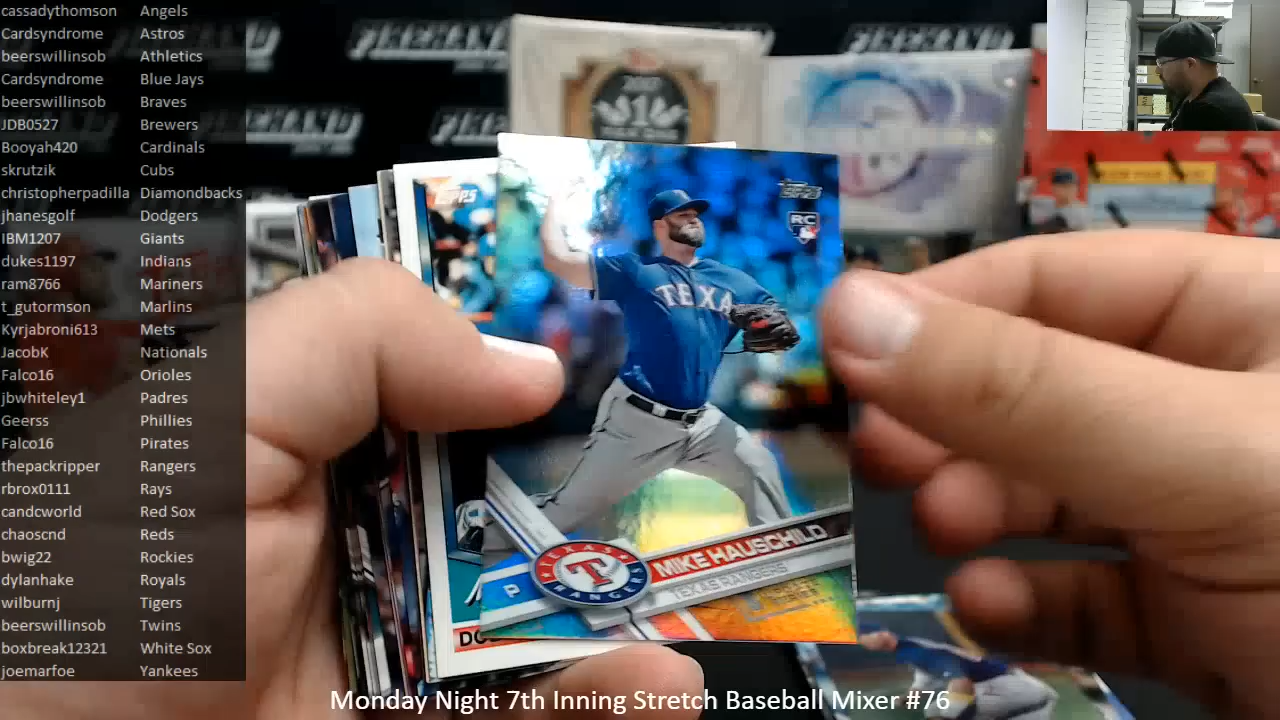 cassadythomson Angels
Cardsyndrome Astros
beerswillinsob Athletics
Cardsyndrome Blue Jays
beerswillinsob Braves
JDB0527 Brewers
Booyah420 Cardinals
skrutzik Cubs
christopherpadilla Diamondbacks
jhanesgolf Dodgers
IBM1207 Giants
dukes1197 Indians
ram8766 Mariners
t_gutormson Marlins
Kyrjabroni613 Mets
JacobK Nationals
Falco16 Orioles
jbwhiteley1 Padres
Geerss Phillies
Falco16 Pirates
thepackripper Rangers
rbrox0111 Rays
candcworld Red Sox
chaoscnd Reds
bwig22 Rockies
dylanhake Royals
wilburnj Tigers
beerswillinsob Twins
boxbreak12321 White Sox
joemarfoe Yankees
TOPPS
TOPPS
RC
TEXA
TEXAS
T
RANGERS
P
MIKE HAUSCHILD
TEXAS RANGERS
Monday Night 7th Inning Stretch Baseball Mixer #76